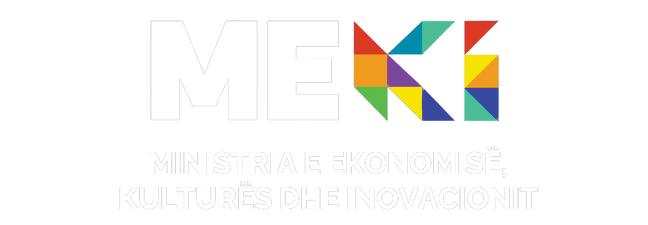 MEKI
MINISTRIA E EKONOMISË,
KULTURËS DHE INOVACIONIT